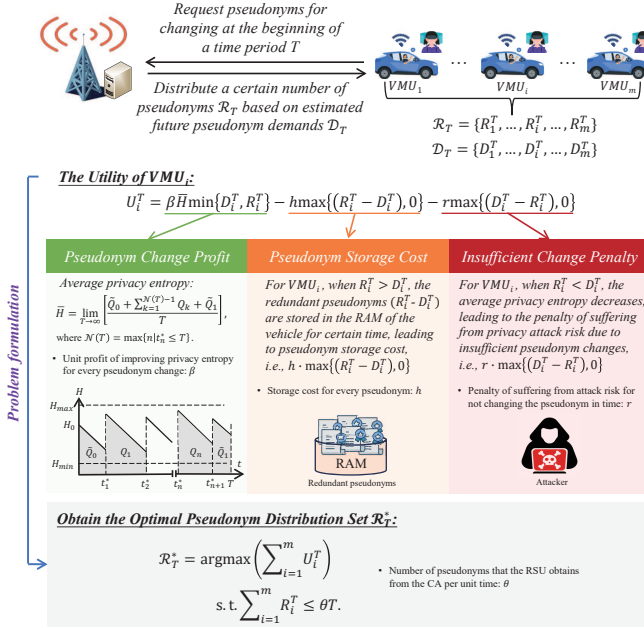 Request pseudonyms for
changing at the beginning of
a time period T
Distribute a certain number of
pseudonyms ℛ_T based on estimated
future pseudonym demands 𝒟_T
VMU_1 ... VMU_i ... VMU_m
ℛ_T = {R_1^T, ..., R_i^T, ..., R_m^T}
𝒟_T = {D_1^T, ..., D_i^T, ..., D_m^T}
Problem formulation
The Utility of VMU_i:
U_i^T = βH̅min{D_i^T, R_i^T} − hmax{(R_i^T − D_i^T), 0} − rmax{(D_i^T − R_i^T), 0}
Pseudonym Change Profit
Average privacy entropy:
H̅ = lim_{T→∞} [(Q̃_0 + ∑_{k=1}^{𝒩(T)−1} Q_k + Q̃_1) / T],
where 𝒩(T) = max{n|t_n^* ≤ T}.
• Unit profit of improving privacy entropy
for every pseudonym change: β
H
H_max
H_0
H_min
Q̃_0 Q_1 Q_n Q̃_1
t
t_1^* t_2^* t_n^* t_{n+1}^* T
Pseudonym Storage Cost
For VMU_i, when R_i^T > D_i^T, the
redundant pseudonyms (R_i^T- D_i^T)
are stored in the RAM of the
vehicle for certain time, leading
to pseudonym storage cost,
i.e., h · max{(R_i^T − D_i^T), 0}
• Storage cost for every pseudonym: h
RAM
Redundant pseudonyms
Insufficient Change Penalty
For VMU_i, when R_i^T < D_i^T, the
average privacy entropy decreases,
leading to the penalty of suffering
from privacy attack risk due to
insufficient pseudonym changes,
i.e., r · max{(D_i^T − R_i^T), 0}
• Penalty of suffering from attack risk for
not changing the pseudonym in time: r
Attacker
Obtain the Optimal Pseudonym Distribution Set ℛ_T^*:
ℛ_T^* = argmax(∑_{i=1}^m U_i^T)
s. t. ∑_{i=1}^m R_i^T ≤ θT.
• Number of pseudonyms that the RSU obtains
from the CA per unit time: θ